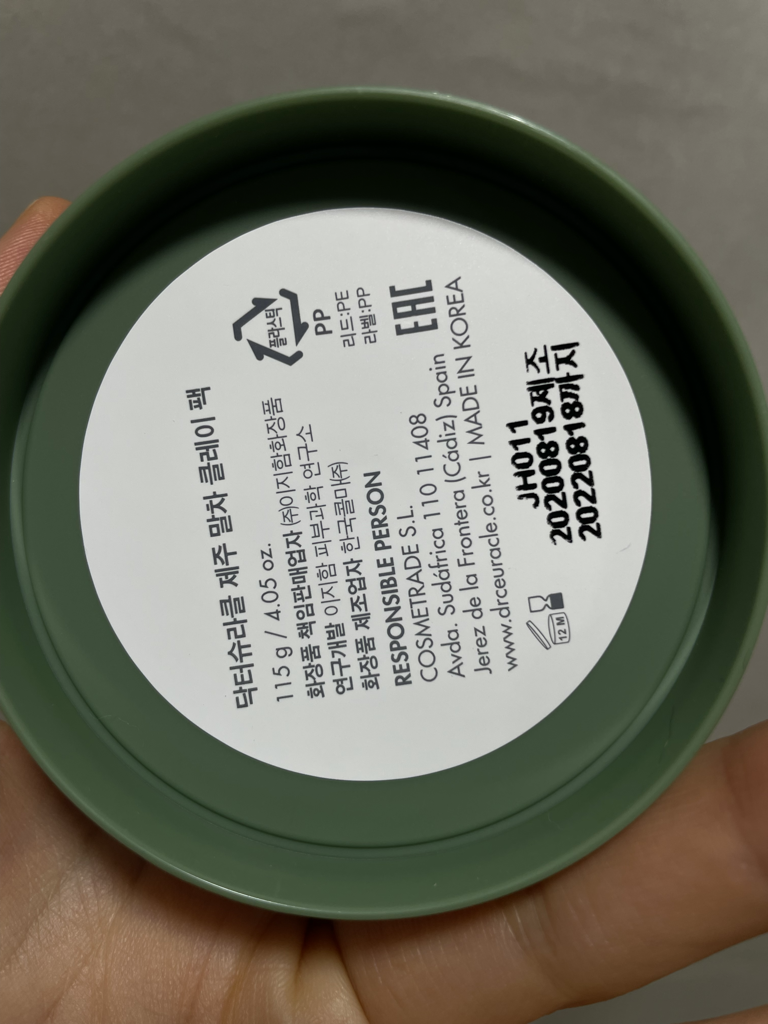 닥터슈라클 제주 말차 클레이 팩
115 g / 4.05 oz.
화장품 책임판매업자 ㈜이지함화장품
연구개발 이지함 피부과학 연구소
화장품 제조업자 한국콜마㈜
RESPONSIBLE PERSON
COSMETRADE S.L.
Avda. Sudáfrica 110 11408
Jerez de la Frontera (Cádiz) Spain
www.drceuracle.co.kr | MADE IN KOREA
플라스틱
PP
리드:PE
라벨:PP
EAC
12 M
JH011
20200819제조
20220818까지